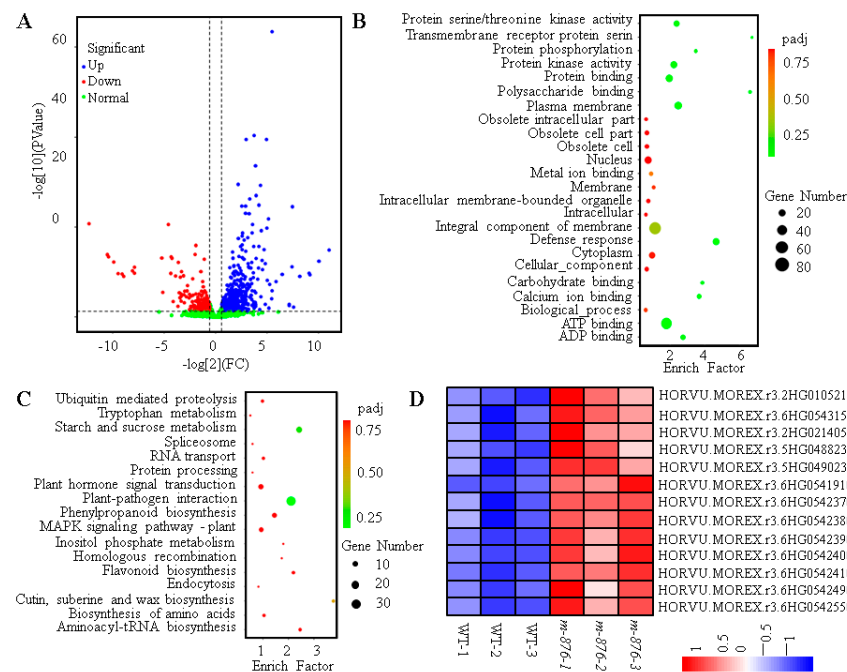 A
Significant
Up
Down
Normal
60
40
20
0
-log[10](PValue)
-10
-5
0
5
10
-log[2](FC)
B
Protein serine/threonine kinase activity
Transmembrane receptor protein serin
Protein phosphorylation
Protein kinase activity
Protein binding
Polysaccharide binding
Plasma membrane
Obsolete intracellular part
Obsolete cell part
Obsolete cell
Nucleus
Metal ion binding
Membrane
Intracellular membrane-bounded organelle
Intracellular
Integral component of membrane
Defense response
Cytoplasm
Cellular_component
Carbohydrate binding
Calcium ion binding
Biological_process
ATP binding
ADP binding
2
4
6
Enrich Factor
padj
0.75
0.50
0.25
Gene Number
20
40
60
80
C
Ubiquitin mediated proteolysis
Tryptophan metabolism
Starch and sucrose metabolism
Spliceosome
RNA transport
Protein processing
Plant hormone signal transduction
Plant-pathogen interaction
Phenylpropanoid biosynthesis
MAPK signaling pathway - plant
Inositol phosphate metabolism
Homologous recombination
Flavonoid biosynthesis
Endocytosis
Cutin, suberine and wax biosynthesis
Biosynthesis of amino acids
Aminoacyl-tRNA biosynthesis
1
2
3
Enrich Factor
padj
0.75
0.50
0.25
Gene Number
10
20
30
D
HORVU.MOREX.r3.2HG010521
HORVU.MOREX.r3.6HG054315
HORVU.MOREX.r3.2HG021405
HORVU.MOREX.r3.5HG048823
HORVU.MOREX.r3.5HG049023
HORVU.MOREX.r3.6HG054191
HORVU.MOREX.r3.6HG054237
HORVU.MOREX.r3.6HG054238
HORVU.MOREX.r3.6HG054239
HORVU.MOREX.r3.6HG054240
HORVU.MOREX.r3.6HG054241
HORVU.MOREX.r3.6HG054249
HORVU.MOREX.r3.6HG054255
WT-1
WT-2
WT-3
m-876-1
m-876-2
m-876-3
1
0.5
0
-0.5
-1